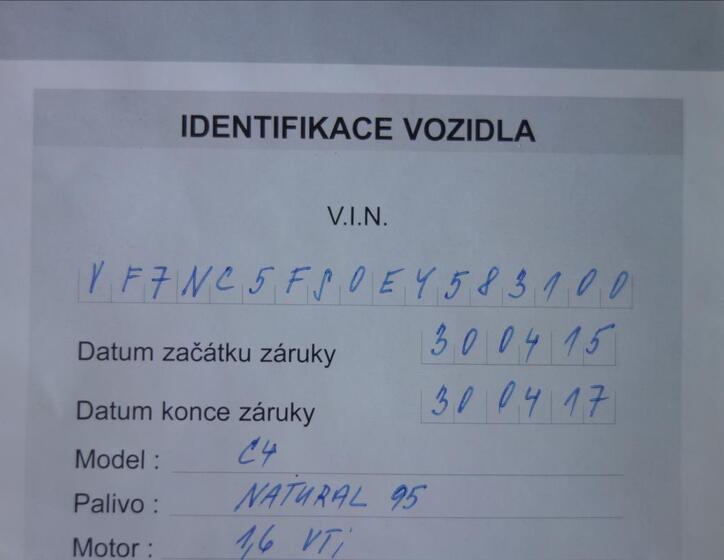 IDENTIFIKACE VOZIDLA
V.I.N.
VF7NC5FS0EY583100
Datum začátku záruky 30 04 15
Datum konce záruky 30 04 17
Model : C4
Palivo : NATURAL 95
Motor : 1,6 VTi